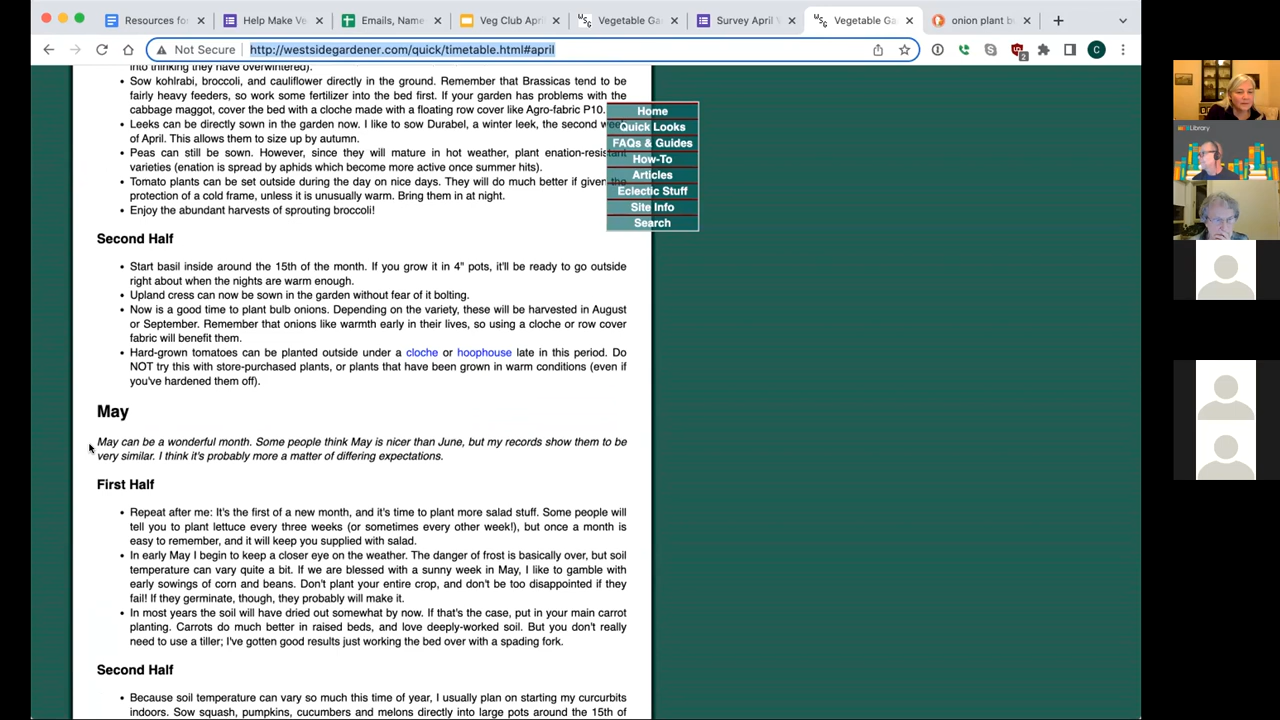 Resources fo
Help Make Ve
Emails, Name
Veg Club Apri
Vegetable Ga
Survey April
Vegetable Ga
onion plant b
Not Secure
http://westsidegardener.com/quick/timetable.html#april
2
C
into thinking they have overwintered).
• Sow kohlrabi, broccoli, and cauliflower directly in the ground. Remember that Brassicas tend to be
fairly heavy feeders, so work some fertilizer into the bed first. If your garden has problems with the
cabbage maggot, cover the bed with a cloche made with a floating row cover like Agro-fabric P10.
• Leeks can be directly sown in the garden now. I like to sow Durabel, a winter leek, the second week
of April. This allows them to size up by autumn.
• Peas can still be sown. However, since they will mature in hot weather, plant enation-resistant
varieties (enation is spread by aphids which become more active once summer hits).
• Tomato plants can be set outside during the day on nice days. They will do much better if given the
protection of a cold frame, unless it is unusually warm. Bring them in at night.
• Enjoy the abundant harvests of sprouting broccoli!
Home
Quick Looks
FAQs & Guides
How-To
Articles
Eclectic Stuff
Site Info
Search
Second Half
• Start basil inside around the 15th of the month. If you grow it in 4" pots, it'll be ready to go outside
right about when the nights are warm enough.
• Upland cress can now be sown in the garden without fear of it bolting.
• Now is a good time to plant bulb onions. Depending on the variety, these will be harvested in August
or September. Remember that onions like warmth early in their lives, so using a cloche or row cover
fabric will benefit them.
• Hard-grown tomatoes can be planted outside under a cloche or hoophouse late in this period. Do
NOT try this with store-purchased plants, or plants that have been grown in warm conditions (even if
you've hardened them off).
May
May can be a wonderful month. Some people think May is nicer than June, but my records show them to be
very similar. I think it's probably more a matter of differing expectations.
First Half
• Repeat after me: It's the first of a new month, and it's time to plant more salad stuff. Some people will
tell you to plant lettuce every three weeks (or sometimes every other week!), but once a month is
easy to remember, and it will keep you supplied with salad.
• In early May I begin to keep a closer eye on the weather. The danger of frost is basically over, but soil
temperature can vary quite a bit. If we are blessed with a sunny week in May, I like to gamble with
early sowings of corn and beans. Don't plant your entire crop, and don't be too disappointed if they
fail! If they germinate, though, they probably will make it.
• In most years the soil will have dried out somewhat by now. If that's the case, put in your main carrot
planting. Carrots do much better in raised beds, and love deeply-worked soil. But you don't really
need to use a tiller; I've gotten good results just working the bed over with a spading fork.
Second Half
• Because soil temperature can vary so much this time of year, I usually plan on starting my curcurbits
indoors. Sow squash, pumpkins, cucumbers and melons directly into large pots around the 15th of
Library